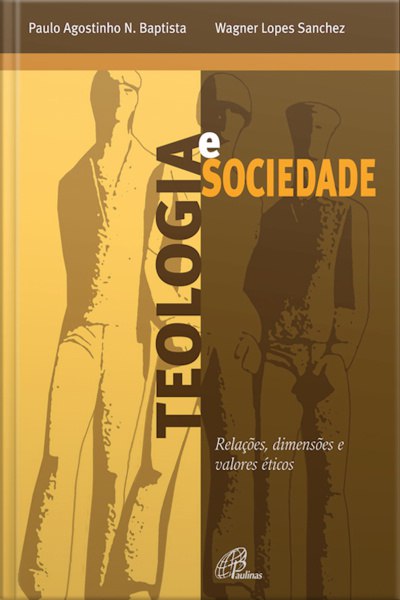 Paulo Agostinho N. Baptista
Wagner Lopes Sanchez
TEOLOGIA
e
SOCIEDADE
Relações, dimensões e
valores éticos
Paulinas